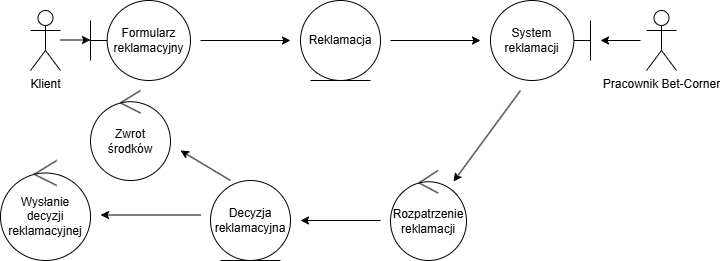 Formularz
reklamacyjny
Reklamacja
System
reklamacji
Klient
Pracownik Bet-Corner
Zwrot
środków
Wysłanie
decyzji
reklamacyjnej
Decyzja
reklamacyjna
Rozpatrzenie
reklamacji